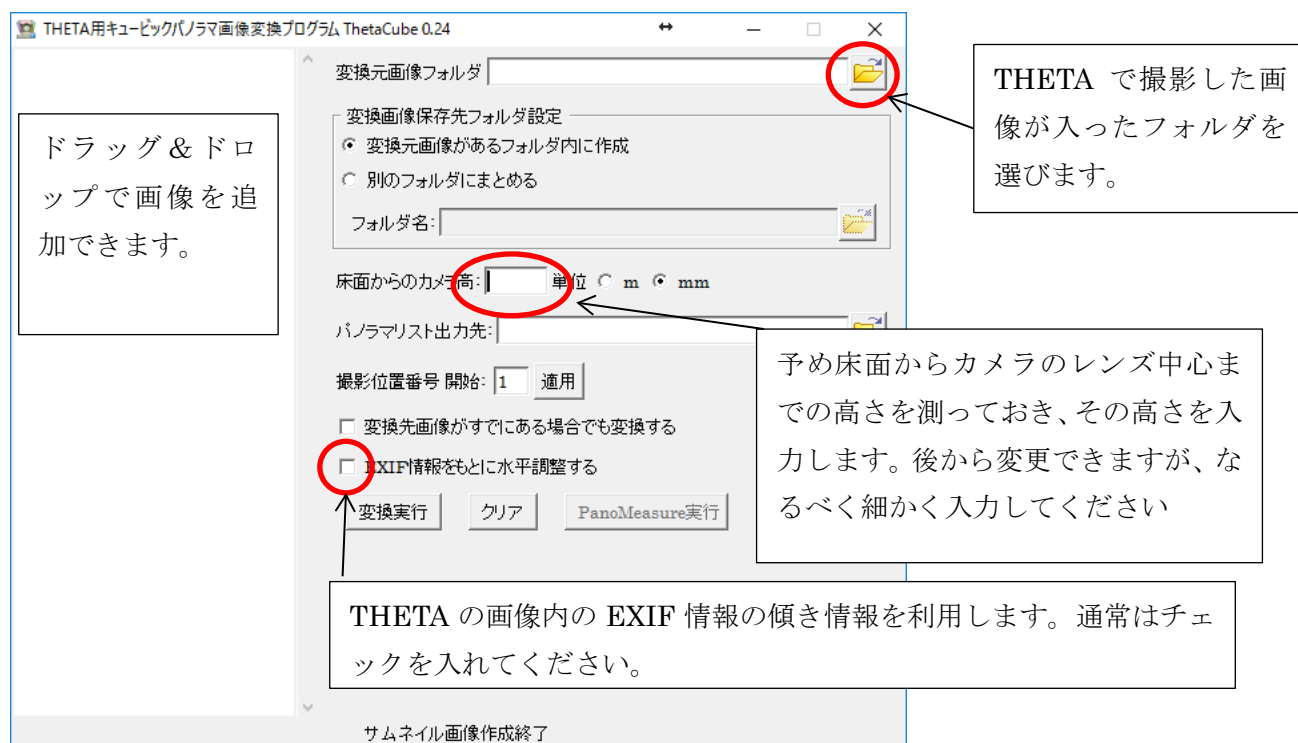 THETA用キュービックパノラマ画像変換プログラム ThetaCube 0.24
変換元画像フォルダ
THETA で撮影した画
像が入ったフォルダを
選びます。
ドラッグ&ドロ
ップで画像を追
加できます。
変換画像保存先フォルダ設定
変換元画像があるフォルダ内に作成
別のフォルダにまとめる
フォルダ名:
床面からのカメラ高: 単位 m mm
パノラマリスト出力先:
予め床面からカメラのレンズ中心ま
での高さを測っておき、その高さを入
力します。後から変更できますが、な
るべく細かく入力してください
撮影位置番号 開始: 1 適用
変換先画像がすでにある場合でも変換する
EXIF情報をもとに水平調整する
変換実行 クリア PanoMeasure実行
THETA の画像内の EXIF 情報の傾き情報を利用します。通常はチェ
ックを入れてください。
サムネイル画像作成終了